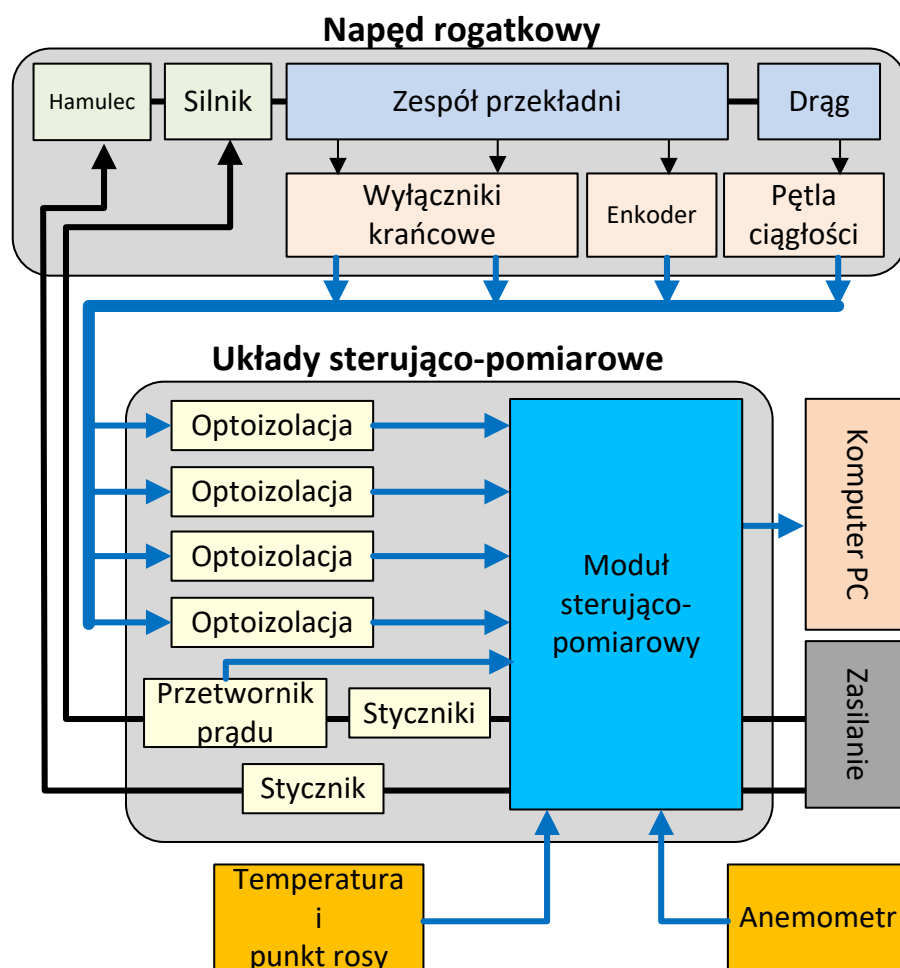 Napęd rogatkowy
Hamulec
Silnik
Zespół przekładni
Drąg
Wyłączniki
krańcowe
Enkoder
Pętla
ciągłości
Układy sterująco-pomiarowe
Optoizolacja
Optoizolacja
Optoizolacja
Optoizolacja
Przetwornik
prądu
Styczniki
Stycznik
Moduł
sterująco-
pomiarowy
Komputer PC
Zasilanie
Temperatura
i
punkt rosy
Anemometr